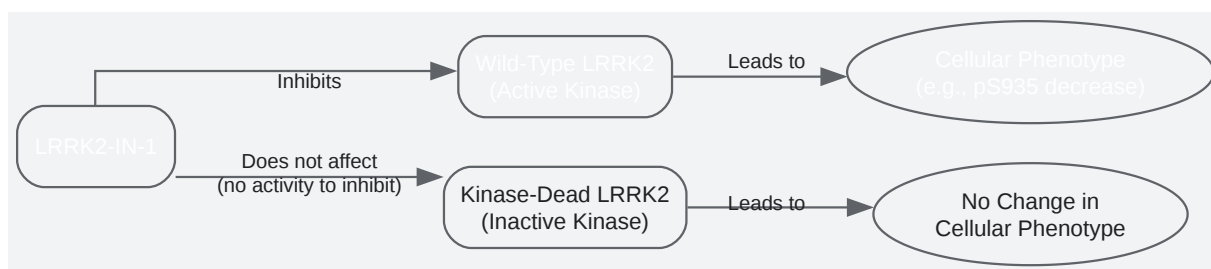 Wild-Type LRRK2
(Active Kinase)
Leads to
Cellular Phenotype
(e.g., pS935 decrease)
Inhibits
LRRK2-IN-1
Does not affect
(no activity to inhibit)
Kinase-Dead LRRK2
(Inactive Kinase)
Leads to
No Change in
Cellular Phenotype